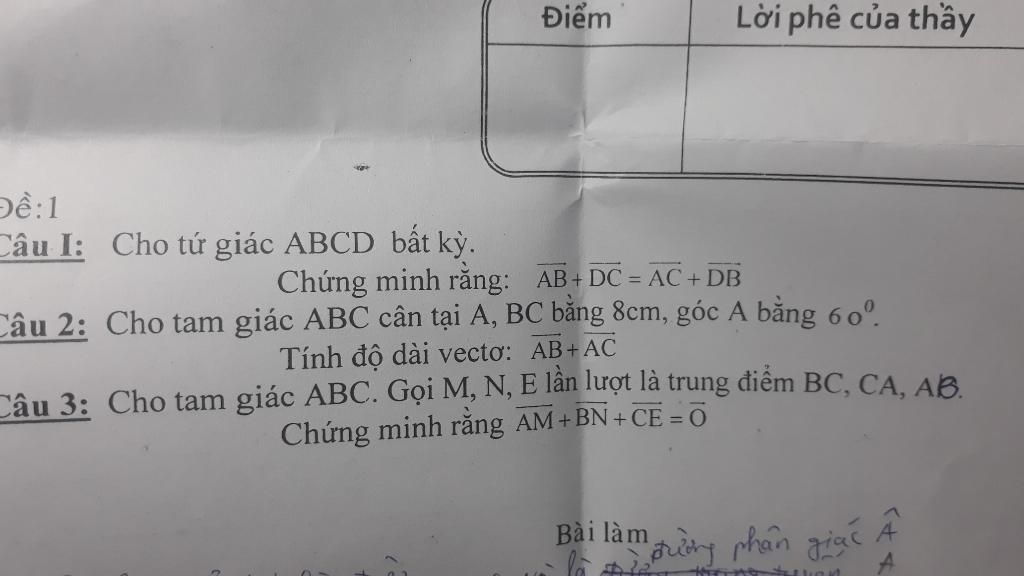 Điểm
Lời phê của thầy
Đề:1
Câu I: Cho tứ giác ABCD bất kỳ.
Chứng minh rằng: AB + DC = AC + DB
Câu 2: Cho tam giác ABC cân tại A, BC bằng 8cm, góc A bằng 60⁰.
Tính độ dài vectơ: AB + AC
Câu 3: Cho tam giác ABC. Gọi M, N, E lần lượt là trung điểm BC, CA, AB.
Chứng minh rằng AM + BN + CE = O
Bài làm
là đường phân giác Â
A